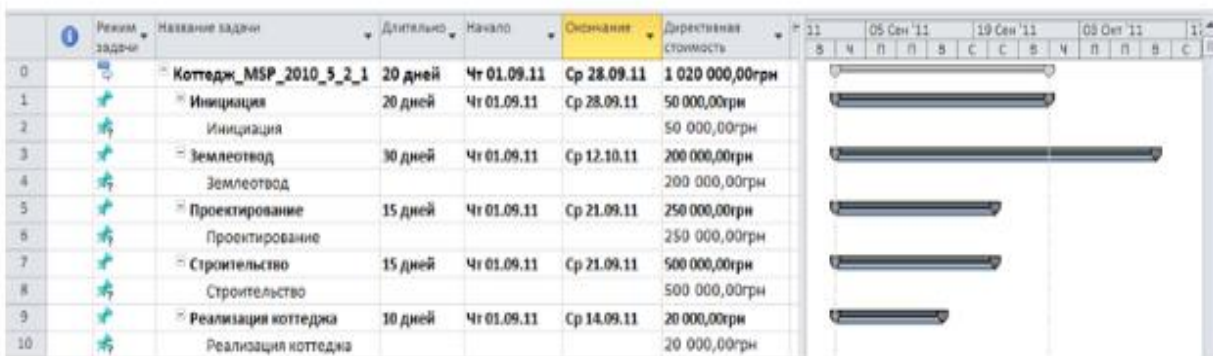 Режим задачи Название задачи Длительно Начало Окончание Директивная стоимость 11 05 Сен '11 19 Сен '11 03 Окт '11 17
В Ч П П В С С В Ч П П В С П
0 Коттедж_MSP_2010_5_2_1 20 дней Чт 01.09.11 Ср 28.09.11 1 020 000,00грн
1 Инициация 20 дней Чт 01.09.11 Ср 28.09.11 50 000,00грн
2 Инициация 50 000,00грн
3 Землеотвод 30 дней Чт 01.09.11 Ср 12.10.11 200 000,00грн
4 Землеотвод 200 000,00грн
5 Проектирование 15 дней Чт 01.09.11 Ср 21.09.11 250 000,00грн
6 Проектирование 250 000,00грн
7 Строительство 15 дней Чт 01.09.11 Ср 21.09.11 500 000,00грн
8 Строительство 500 000,00грн
9 Реализация коттеджа 10 дней Чт 01.09.11 Ср 14.09.11 20 000,00грн
10 Реализация коттеджа 20 000,00грн